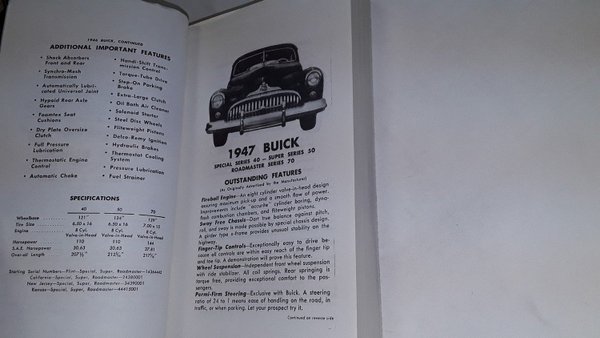 1946 BUICK, CONTINUED
ADDITIONAL IMPORTANT FEATURES
• Shock Absorbers
Front and Rear
• Synchro-Mesh
Transmission
• Automatically Lubri-
cated Universal Joint
• Hypoid Rear Axle
Gears
• Foamtex Seat
Cushions
• Dry Plate Oversize
Clutch
• Full Pressure
Lubrication
• Thermostatic Engine
Control
• Automatic Choke
• Handi-Shift Trans-
mission Control
• Torque-Tube Drive
• Step-On Parking
Brake
• Extra-Large Clutch
• Oil Bath Air Cleaner
• Solenoid Starter
• Steel Disc Wheels
• Fliteweight Pistons
• Delco-Remy Ignition
• Hydraulic Brakes
• Thermostat Cooling
System
• Pressure Lubrication
• Fuel Strainer
SPECIFICATIONS
40 50 70
Wheelbase 121" 124" 129"
Tire Size 6.50 x 16 6.50 x 16 7.00 x 15
Engine 8 Cyl. 8 Cyl. 8 Cyl.
Valve-in-Head Valve-in-Head Valve-in-Head
Horsepower 110 110 144
S.A.E. Horsepower 30.63 30.63 37.81
Over-all Length
Starting Serial Numbers—Flint—Special, Super, Roadmaster—
California—Special, Super, Roadmaster—
New Jersey—Special, Super, Roadmaster—
Kansas—Special, Super, Roadmaster—
1947 BUICK
SPECIAL SERIES 40 — SUPER SERIES 50
ROADMASTER SERIES 70
OUTSTANDING FEATURES
(As Originally Advertised by the Manufacturer)
Fireball Engine—An eight cylinder valve-in-head design
assuring maximum pick-up and a smooth flow of power.
Improvements include "accurite" cylinder boring, dyna-
flash combustion chambers, and fliteweight pistons.
Sway Free Chassis—Dart true balance against pitch,
roll, and sway is made possible by special chassis design.
A girder type x-frame provides unusual stability on the
highway.
Finger-Tip Controls—Exceptionally easy to drive be-
cause all controls are within easy reach of the finger tip
and the tip. A demonstration will prove this feature.
Wheel Suspension—Independent front wheel suspension
with ride stabilizer. All coil springs. Rear springing is
torque free, providing exceptional comfort to the pas-
sengers.
Permi-Firm Steering—Exclusive with Buick. A steering
ratio of 24 to 1 means ease of handling on the road, in
traffic, or when parking. Let your prospect try it.
Continued on reverse side